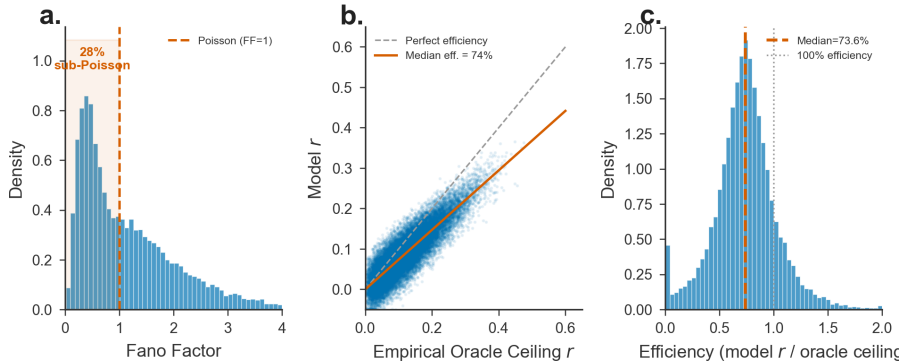 a.
28%
sub-Poisson
Poisson (FF=1)
Density
1.0
0.8
0.6
0.4
0.2
0.0
0
1
2
3
4
Fano Factor
b.
Perfect efficiency
Median eff. = 74%
Model r
0.6
0.5
0.4
0.3
0.2
0.1
0.0
0.0
0.2
0.4
0.6
Empirical Oracle Ceiling r
c.
Median=73.6%
100% efficiency
Density
2.00
1.75
1.50
1.25
1.00
0.75
0.50
0.25
0.00
0.0
0.5
1.0
1.5
2.0
Efficiency (model r / oracle ceiling